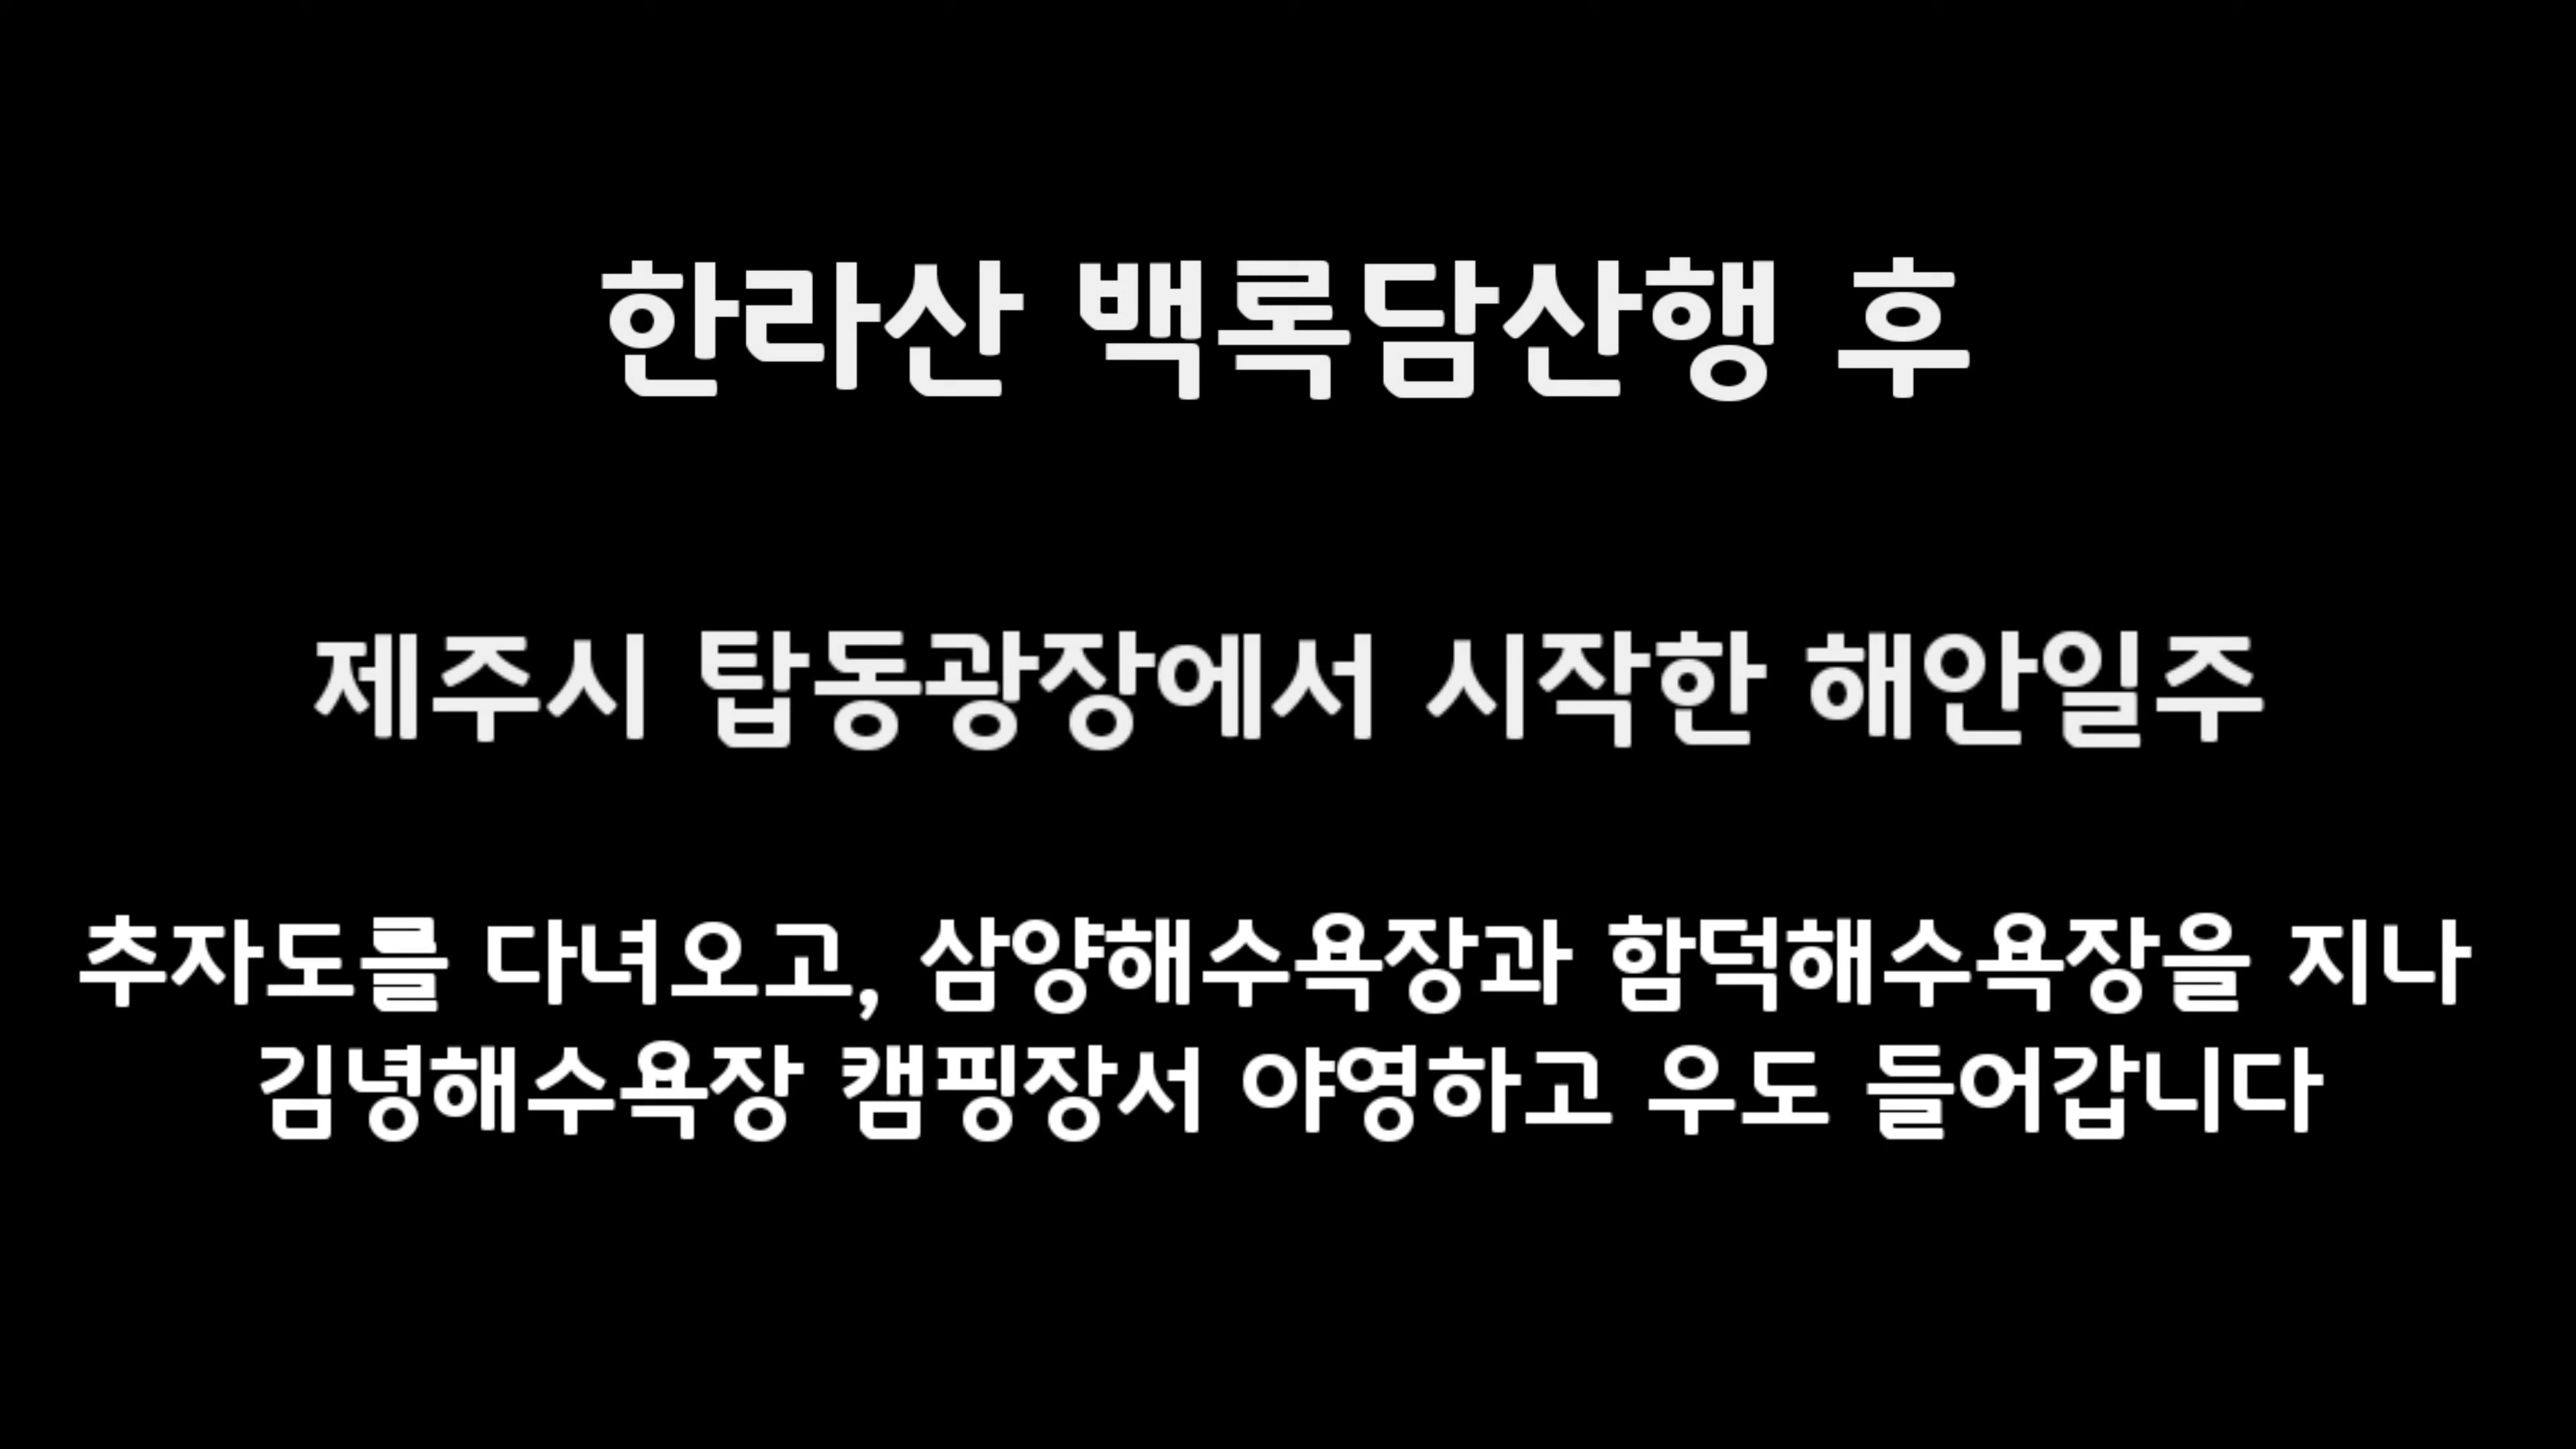 한라산 백록담산행 후
제주시 탑동광장에서 시작한 해안일주
추자도를 다녀오고, 삼양해수욕장과 함덕해수욕장을 지나
김녕해수욕장 캠핑장서 야영하고 우도 들어갑니다